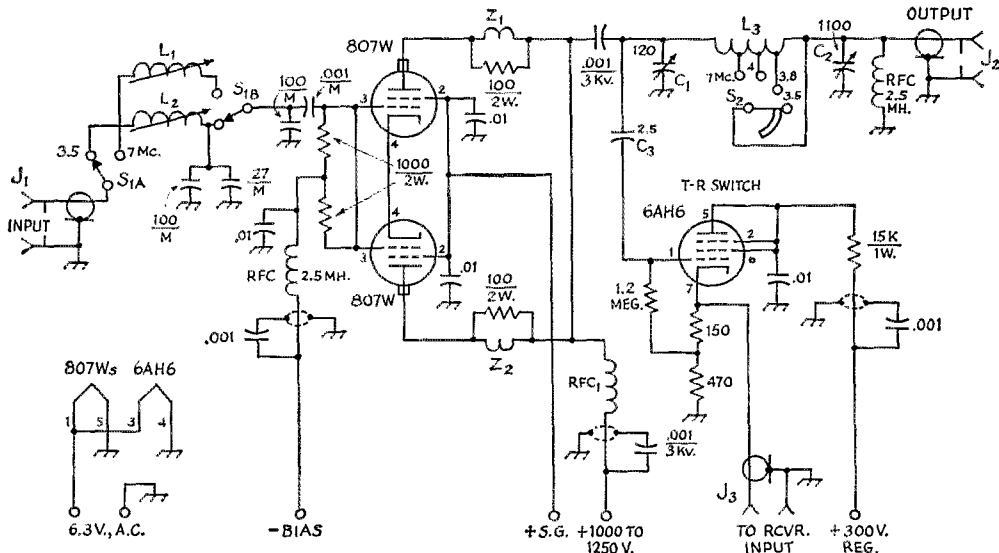 L1
L2
S1B
3.5
7Mc.
S1A
J1
INPUT
100
M
27
M
100
M
.001
M
.01
RFC
2.5 MH.
.001
1000
2W.
807W
3
2
4
.01
4
3
2
.01
807W
Z1
100
2W.
100
2W.
Z2
.001
3Kv.
120
C1
L3
7Mc.
4
3.8
3.5
S2
1100
C2
OUTPUT
J2
RFC
2.5
MH.
2.5
C3
T-R SWITCH
6AH6
5
1
2
7
1.2
MEG.
150
470
.01
15K
1W.
.001
RFC1
.001
3Kv.
J3
807Ws
6AH6
1
5
3
4
6.3V., A.C.
-BIAS
+S.G.
+1000 TO
1250 V.
TO RCVR.
INPUT
+300V.
REG.